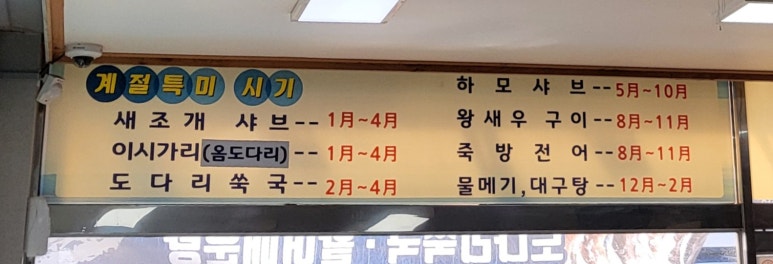 계절특미 시기
새조개 샤브-- 1月~4月
이시가리(옴도다리)-- 1月~4月
도다리쑥국-- 2月~4月
하모샤브-- 5月~10月
왕새우구이-- 8月~11月
죽방전어-- 8月~11月
물메기,대구탕-- 12月~2月